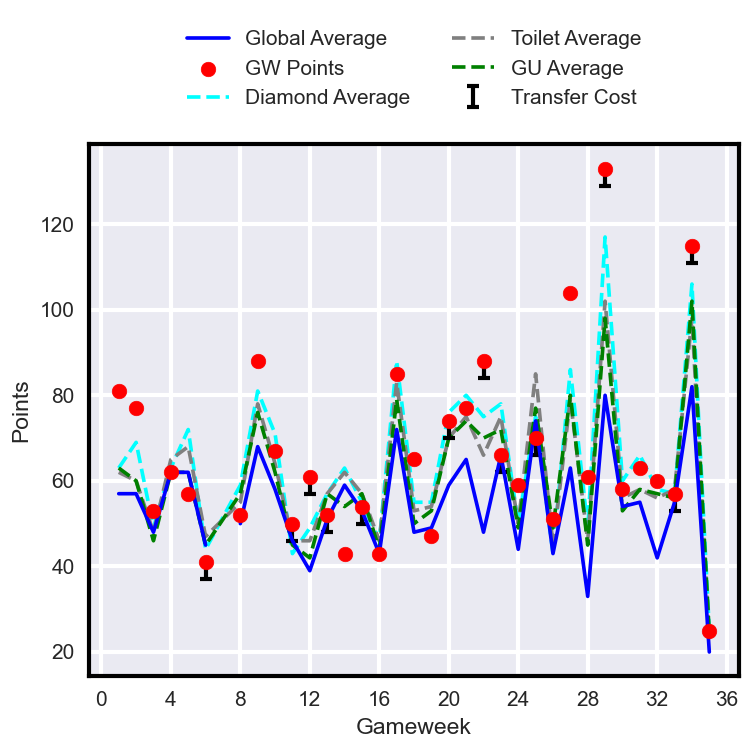 Global Average
GW Points
Diamond Average
Toilet Average
GU Average
Transfer Cost
Points
120
100
80
60
40
20
0 4 8 12 16 20 24 28 32 36
Gameweek